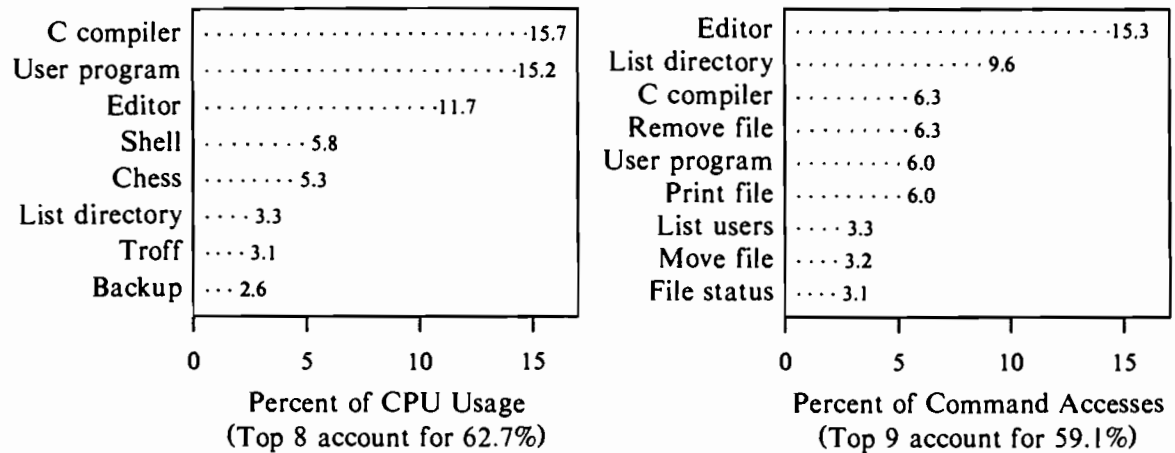 C compiler 15.7
User program 15.2
Editor 11.7
Shell 5.8
Chess 5.3
List directory 3.3
Troff 3.1
Backup 2.6
0 5 10 15
Percent of CPU Usage
(Top 8 account for 62.7%)
Editor 15.3
List directory 9.6
C compiler 6.3
Remove file 6.3
User program 6.0
Print file 6.0
List users 3.3
Move file 3.2
File status 3.1
0 5 10 15
Percent of Command Accesses
(Top 9 account for 59.1%)